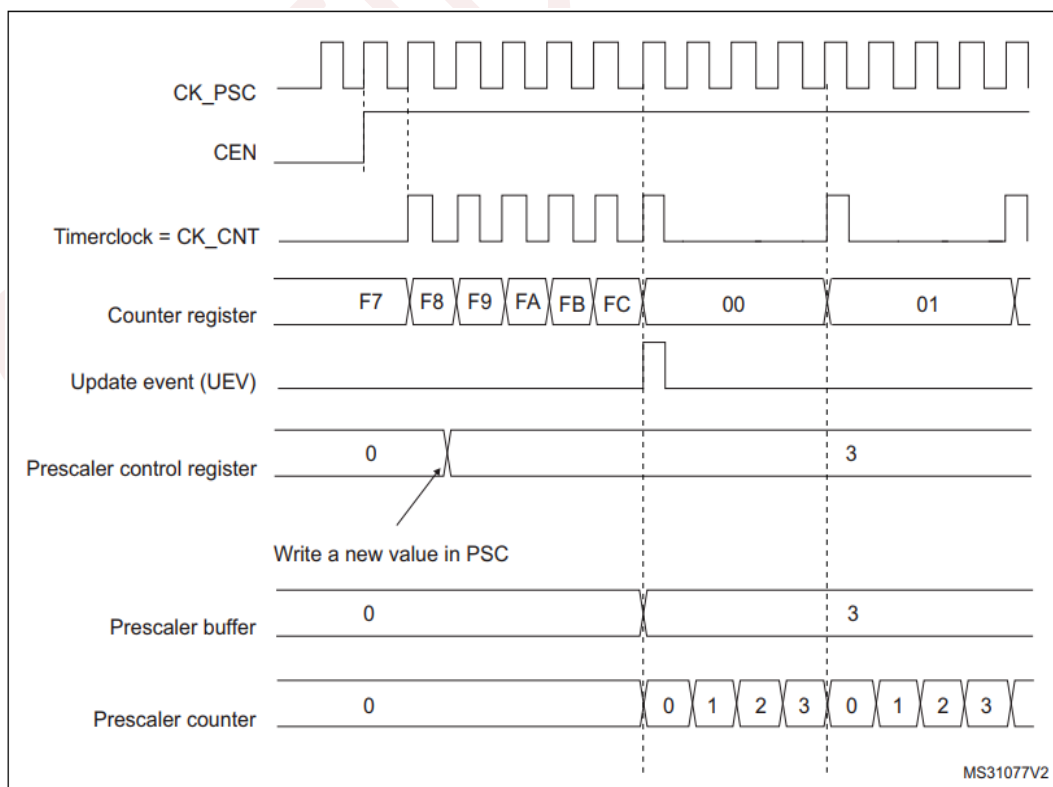 CK_PSC
CEN
Timerclock = CK_CNT
Counter register F7 F8 F9 FA FB FC 00 01
Update event (UEV)
Prescaler control register 0 3
Write a new value in PSC
Prescaler buffer 0 3
Prescaler counter 0 0 1 2 3 0 1 2 3
MS31077V2